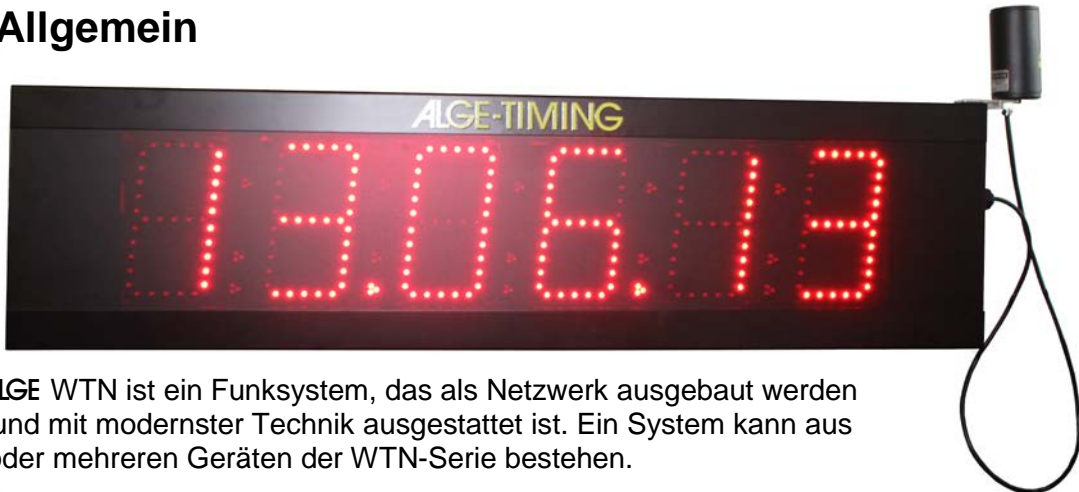 Allgemein
ALGE-TIMING
13.06.13
LGE WTN ist ein Funksystem, das als Netzwerk ausgebaut werden
und mit modernster Technik ausgestattet ist. Ein System kann aus
oder mehreren Geräten der WTN-Serie bestehen.